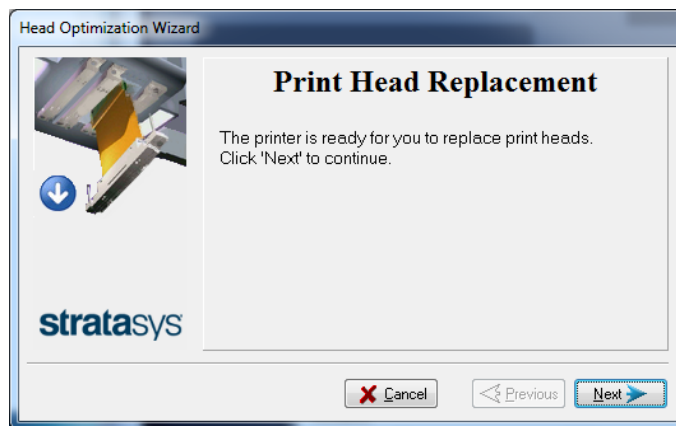 Head Optimization Wizard
Print Head Replacement
The printer is ready for you to replace print heads.
Click 'Next' to continue.
stratasys
Cancel
Previous
Next